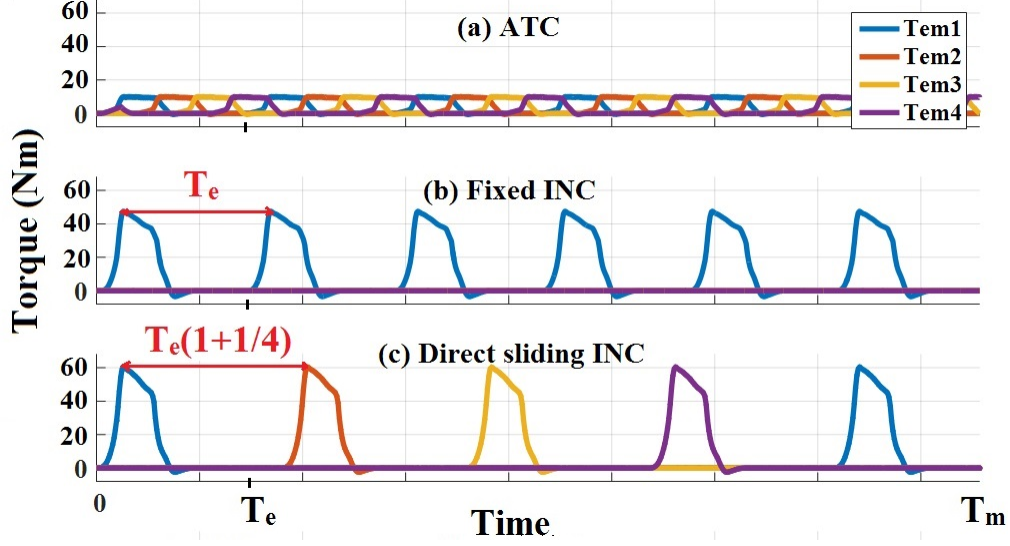 60
(a) ATC
40
20
0
Tem1
Tem2
Tem3
Tem4
Torque (Nm)
Te
(b) Fixed INC
60
40
20
0
Te(1+1/4)
(c) Direct sliding INC
60
40
20
0
0
Te
Time
Tm